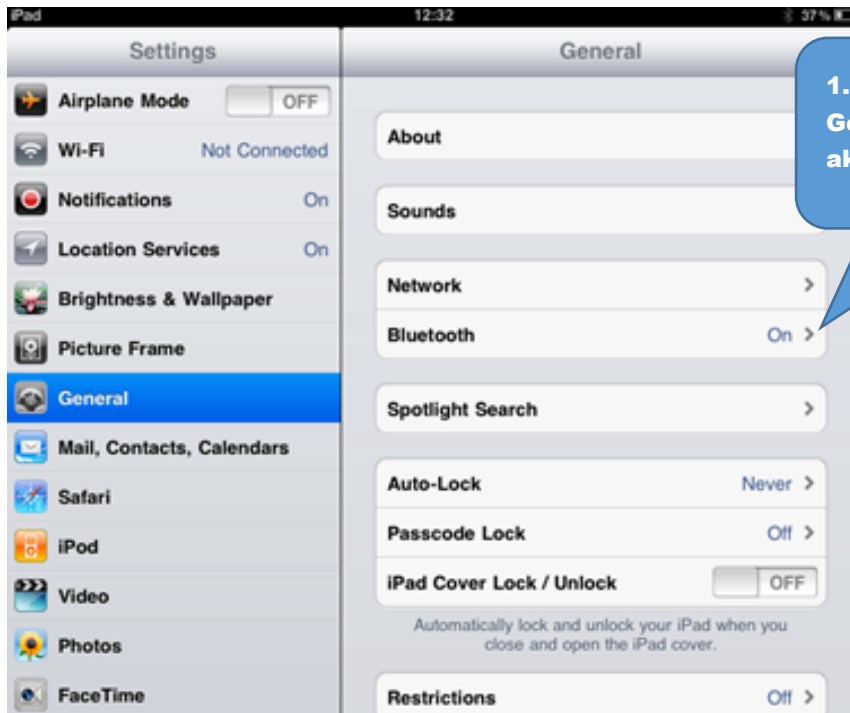 iPad 12:32 37%
Settings
Airplane Mode OFF
Wi-Fi Not Connected
Notifications On
Location Services On
Brightness & Wallpaper
Picture Frame
General
Mail, Contacts, Calendars
Safari
iPod
Video
Photos
FaceTime
General
About
Sounds
Network
Bluetooth On
Spotlight Search
Auto-Lock Never
Passcode Lock Off
iPad Cover Lock / Unlock OFF
Automatically lock and unlock your iPad when you
close and open the iPad cover.
Restrictions Off
1.